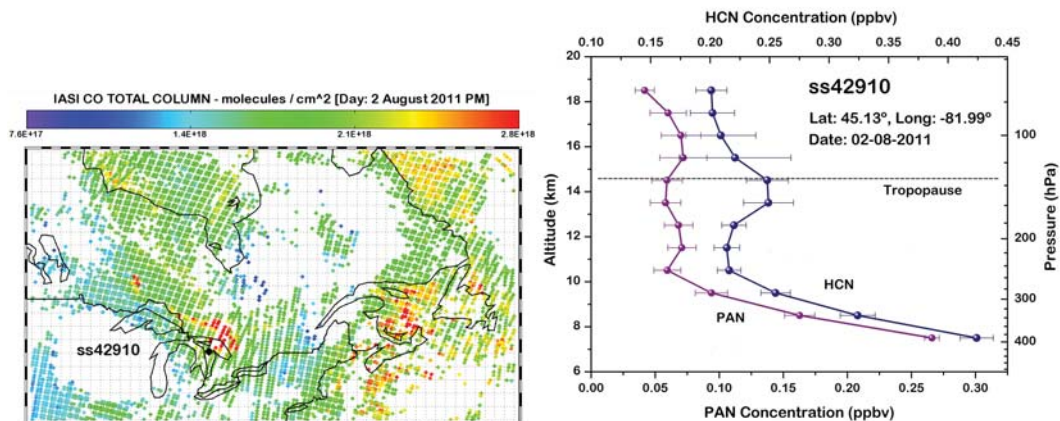 IASI CO TOTAL COLUMN - molecules / cm^2 [Day: 2 August 2011 PM]
7.6E+17 1.4E+18 2.1E+18 2.8E+18
ss42910
HCN Concentration (ppbv)
0.10 0.15 0.20 0.25 0.30 0.35 0.40 0.45
20
18
16
14
12
10
8
6
Altitude (km)
ss42910
Lat: 45.13º, Long: -81.99º
Date: 02-08-2011
Tropopause
HCN
PAN
100
200
300
400
Pressure (hPa)
0.00 0.05 0.10 0.15 0.20 0.25 0.30
PAN Concentration (ppbv)